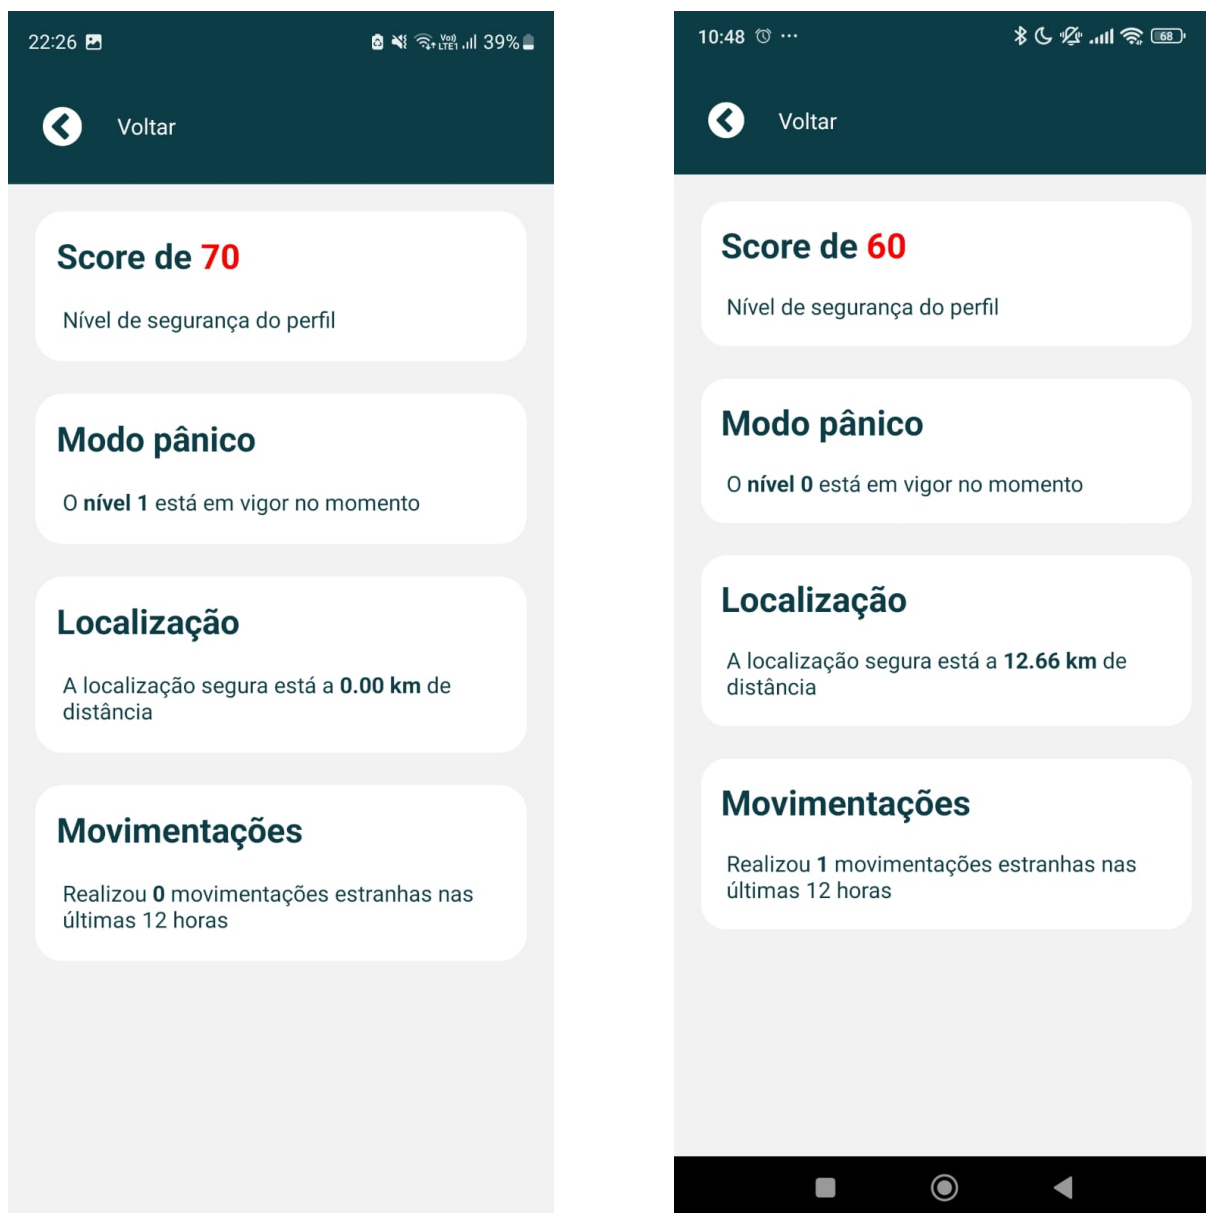 22:26
39%
Voltar
Score de 70
Nível de segurança do perfil
Modo pânico
O nível 1 está em vigor no momento
Localização
A localização segura está a 0.00 km de
distância
Movimentações
Realizou 0 movimentações estranhas nas
últimas 12 horas
10:48 ···
68
Voltar
Score de 60
Nível de segurança do perfil
Modo pânico
O nível 0 está em vigor no momento
Localização
A localização segura está a 12.66 km de
distância
Movimentações
Realizou 1 movimentações estranhas nas
últimas 12 horas